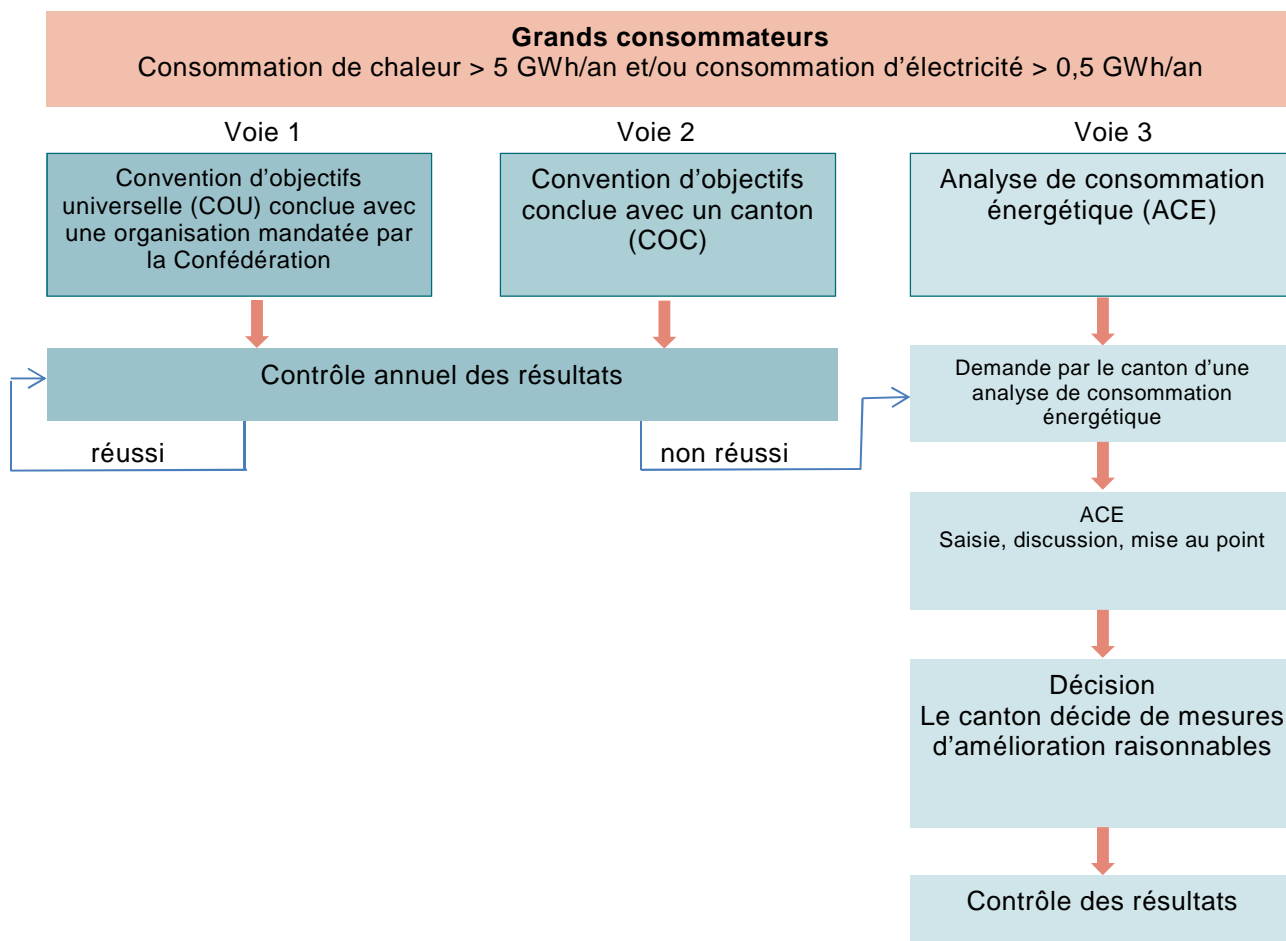 Grands consommateurs
Consommation de chaleur > 5 GWh/an et/ou consommation d’électricité > 0,5 GWh/an
Voie 1
Voie 2
Voie 3
Convention d’objectifs
universelle (COU) conclue avec
une organisation mandatée par
la Confédération
Convention d’objectifs
conclue avec un canton
(COC)
Analyse de consommation
énergétique (ACE)
Contrôle annuel des résultats
Demande par le canton d’une
analyse de consommation
énergétique
réussi
non réussi
ACE
Saisie, discussion, mise au point
Décision
Le canton décide de mesures
d’amélioration raisonnables
Contrôle des résultats